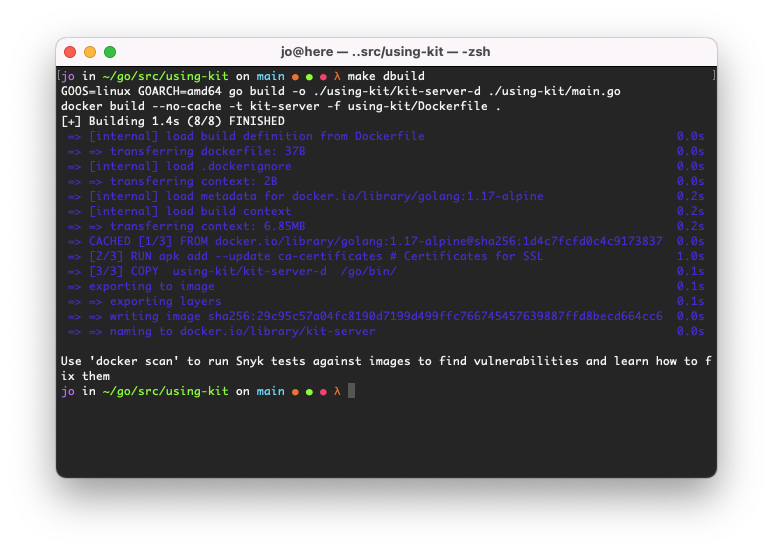 jo@here — ..src/using-kit — -zsh
[jo in ~/go/src/using-kit on main ● ● ● λ make dbuild ]
GOOS=linux GOARCH=amd64 go build -o ./using-kit/kit-server-d ./using-kit/main.go
docker build --no-cache -t kit-server -f using-kit/Dockerfile .
[+] Building 1.4s (8/8) FINISHED
=> [internal] load build definition from Dockerfile 0.0s
=> => transferring dockerfile: 37B 0.0s
=> [internal] load .dockerignore 0.0s
=> => transferring context: 2B 0.0s
=> [internal] load metadata for docker.io/library/golang:1.17-alpine 0.2s
=> [internal] load build context 0.2s
=> => transferring context: 6.85MB 0.2s
=> CACHED [1/3] FROM docker.io/library/golang:1.17-alpine@sha256:1d4c7fcfd0c4c9173837 0.0s
=> [2/3] RUN apk add --update ca-certificates # Certificates for SSL 1.0s
=> [3/3] COPY  using-kit/kit-server-d  /go/bin/ 0.1s
=> exporting to image 0.1s
=> => exporting layers 0.1s
=> => writing image sha256:29c95c57a04fc8190d7199d499ffc766745457639887ffd8becd664cc6 0.0s
=> => naming to docker.io/library/kit-server 0.0s
Use 'docker scan' to run Snyk tests against images to find vulnerabilities and learn how to f
ix them
jo in ~/go/src/using-kit on main ● ● ● λ